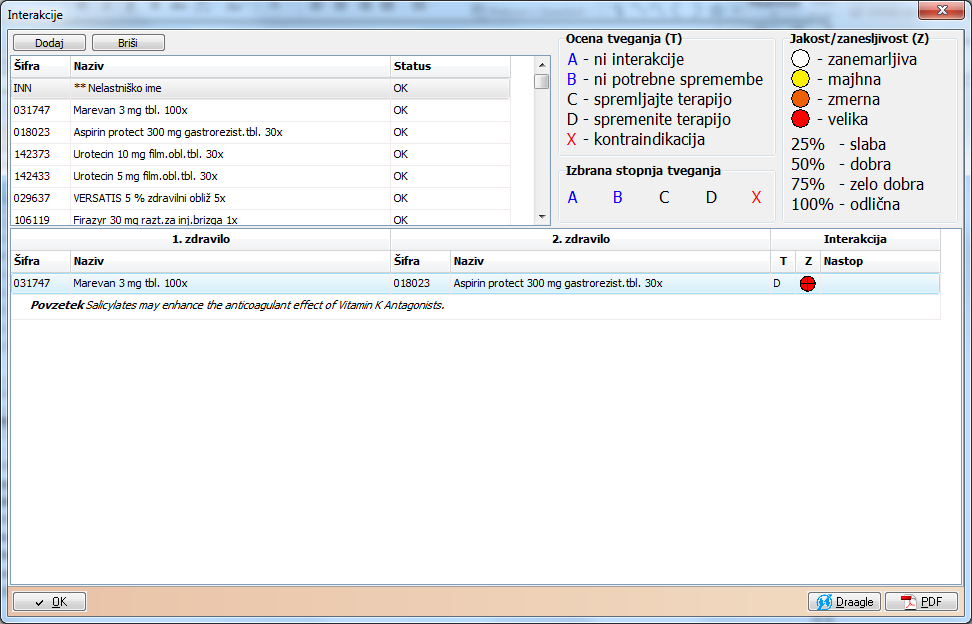 Interakcije
Dodaj Briši
Šifra Naziv Status
INN ** Nelastniško ime OK
031747 Marevan 3 mg tbl. 100x OK
018023 Aspirin protect 300 mg gastrorezist.tbl. 30x OK
142373 Urotecin 10 mg film.obl.tbl. 30x OK
142433 Urotecin 5 mg film.obl.tbl. 30x OK
029637 VERSATIS 5 % zdravilni obliž 5x OK
106119 Firazyr 30 mg razt.za inj.brizga 1x OK
Ocena tveganja (T)
A - ni interakcije
B - ni potrebne spremembe
C - spremljajte terapijo
D - spremenite terapijo
X - kontraindikacija
Izbrana stopnja tveganja
A B C D X
Jakost/zanesljivost (Z)
- zanemarljiva
- majhna
- zmerna
- velika
25% - slaba
50% - dobra
75% - zelo dobra
100% - odlična
1. zdravilo 2. zdravilo Interakcija
Šifra Naziv Šifra Naziv T Z Nastop
031747 Marevan 3 mg tbl. 100x 018023 Aspirin protect 300 mg gastrorezist.tbl. 30x D
Povzetek Salicylates may enhance the anticoagulant effect of Vitamin K Antagonists.
OK Draagle PDF